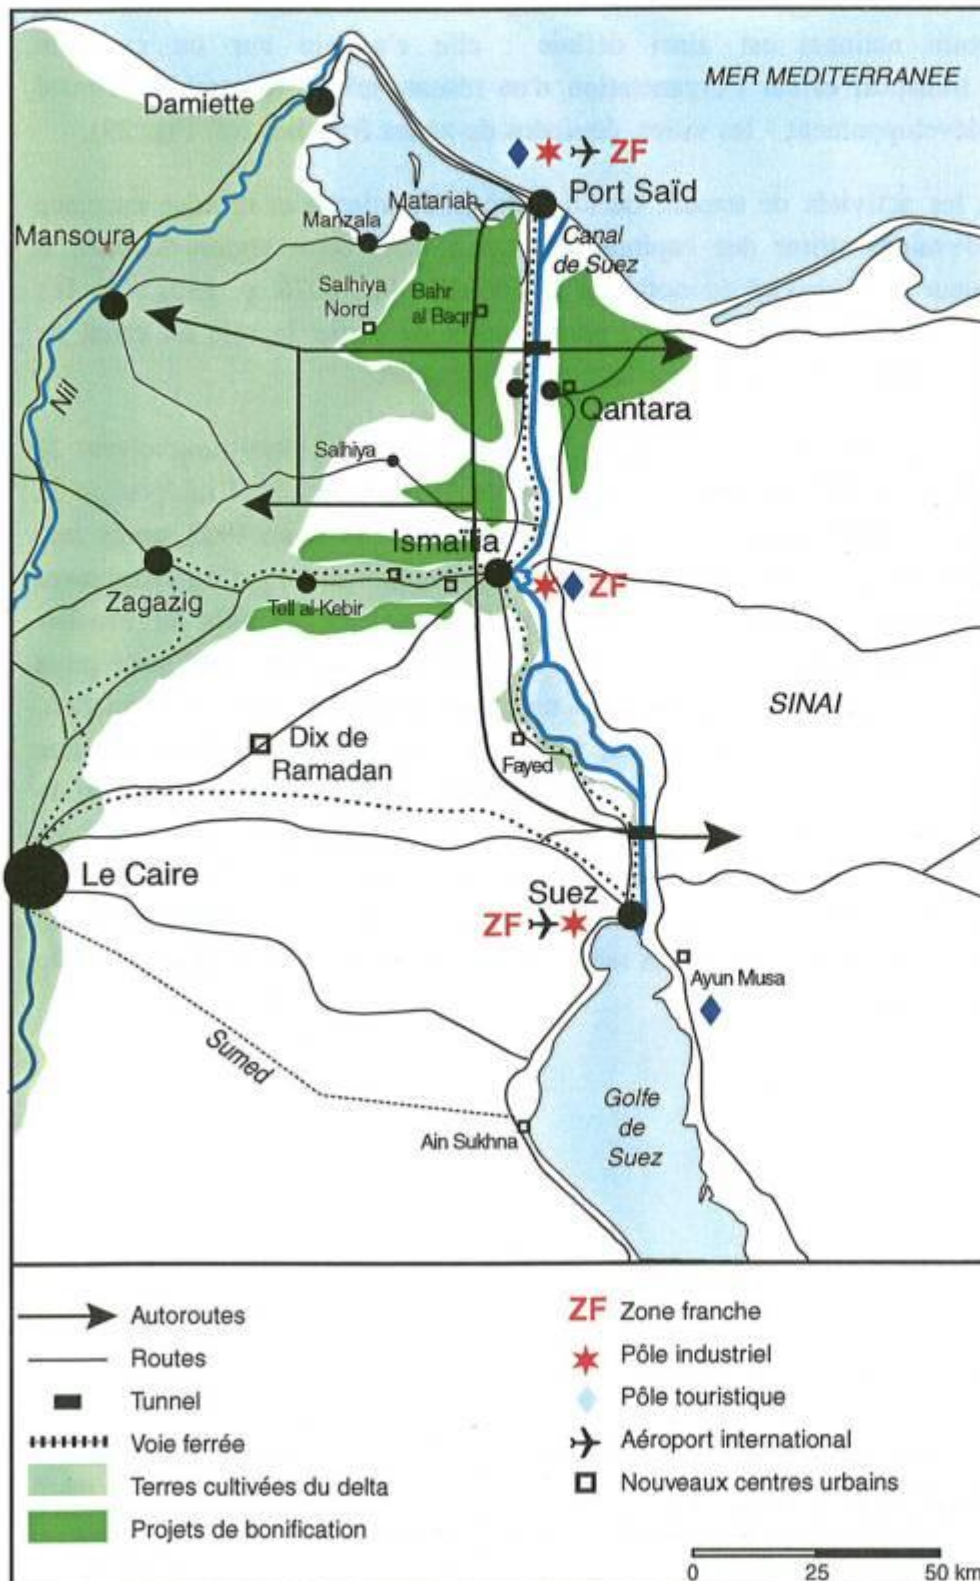 MER MEDITERRANEE
Damiette
ZF
Port Saïd
Matariah
Manzala
Mansoura
Canal
de Suez
Salhiya
Nord
Bahr
al Baqr
Nil
Qantara
Salhiya
Ismaïlia
ZF
Zagazig
Tell al-Kebir
SINAI
Dix de
Ramadan
Fayed
Le Caire
Suez
ZF
Ayun Musa
Sumed
Golfe
de
Suez
Ain Sukhna
Autoroutes
Routes
Tunnel
Voie ferrée
Terres cultivées du delta
Projets de bonification
ZF Zone franche
Pôle industriel
Pôle touristique
Aéroport international
Nouveaux centres urbains
0 25 50 km